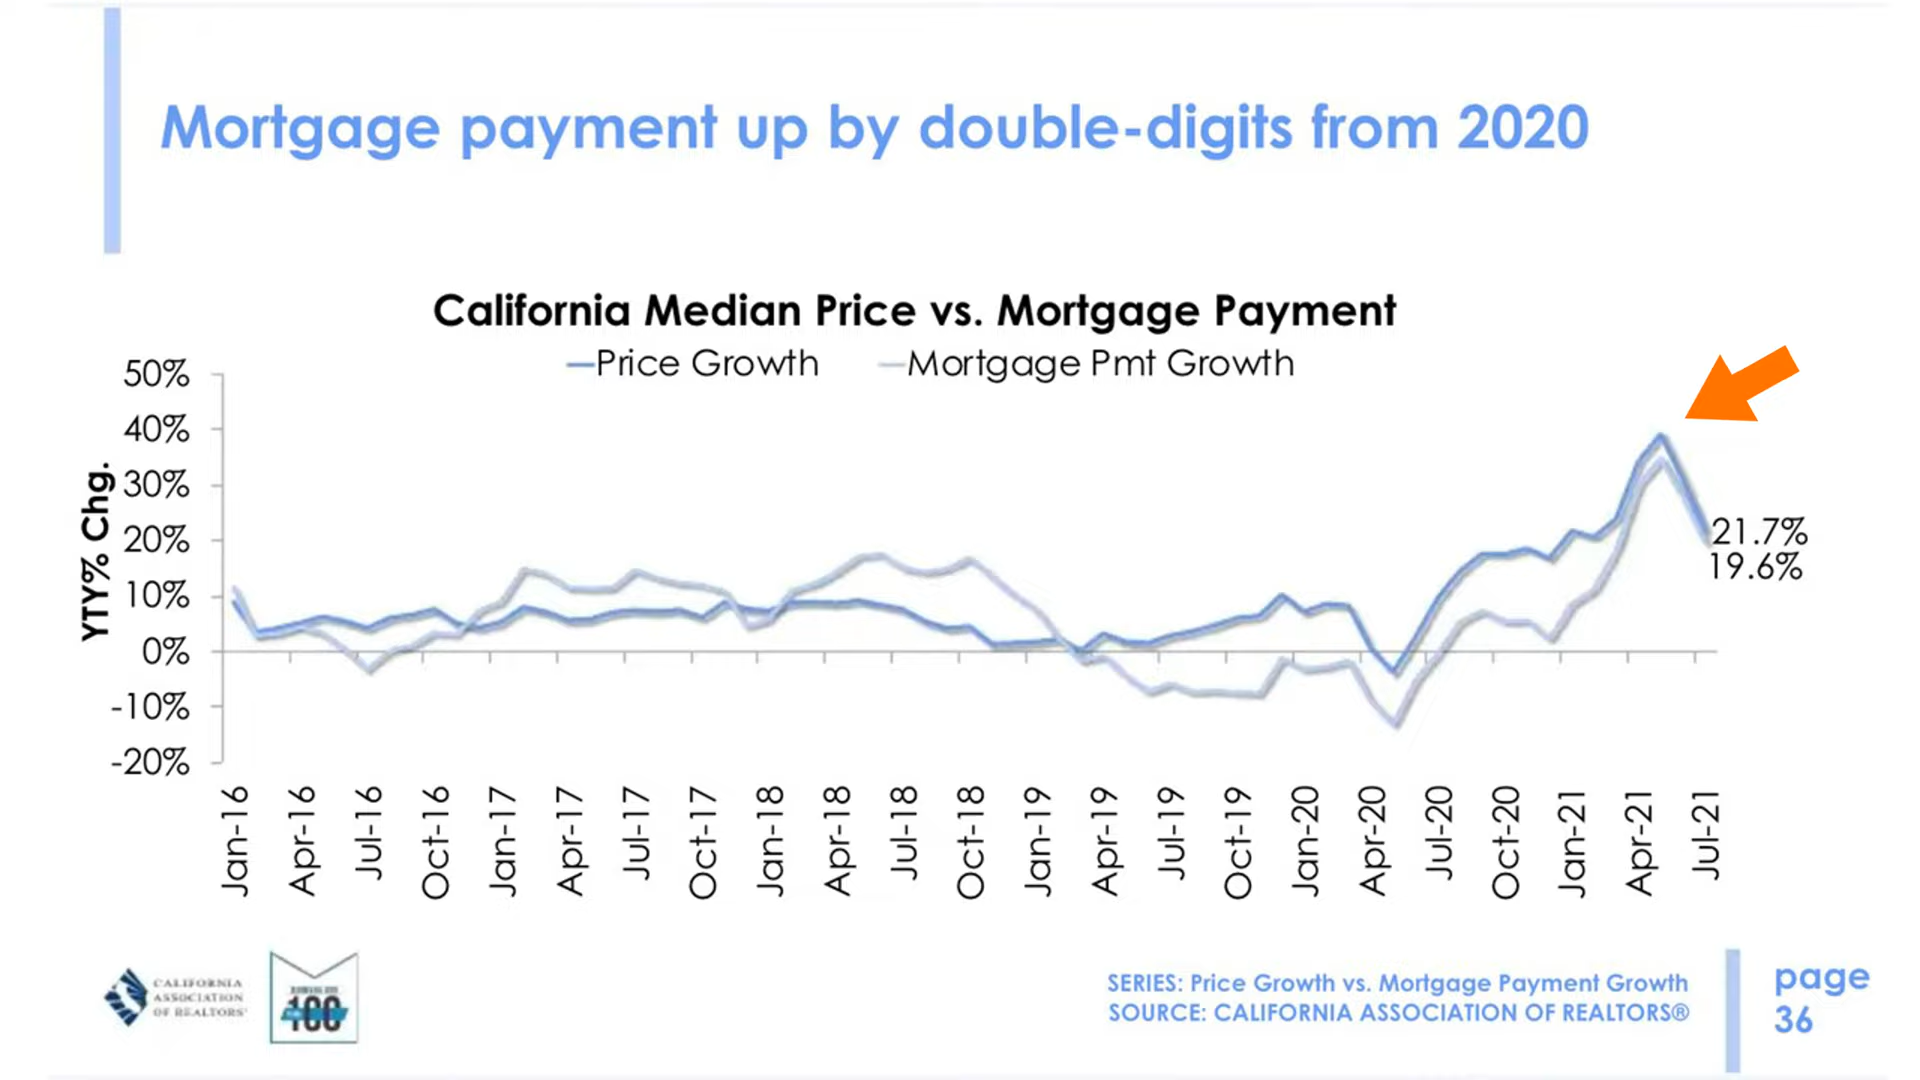 Mortgage payment up by double-digits from 2020
California Median Price vs. Mortgage Payment
Price Growth Mortgage Pmt Growth
YTY% Chg.
50%
40%
30%
20%
10%
0%
-10%
-20%
21.7%
19.6%
Jan-16 Apr-16 Jul-16 Oct-16 Jan-17 Apr-17 Jul-17 Oct-17 Jan-18 Apr-18 Jul-18 Oct-18 Jan-19 Apr-19 Jul-19 Oct-19 Jan-20 Apr-20 Jul-20 Oct-20 Jan-21 Apr-21 Jul-21
CALIFORNIA
ASSOCIATION
OF REALTORS®
100
SERIES: Price Growth vs. Mortgage Payment Growth
SOURCE: CALIFORNIA ASSOCIATION OF REALTORS®
page
36